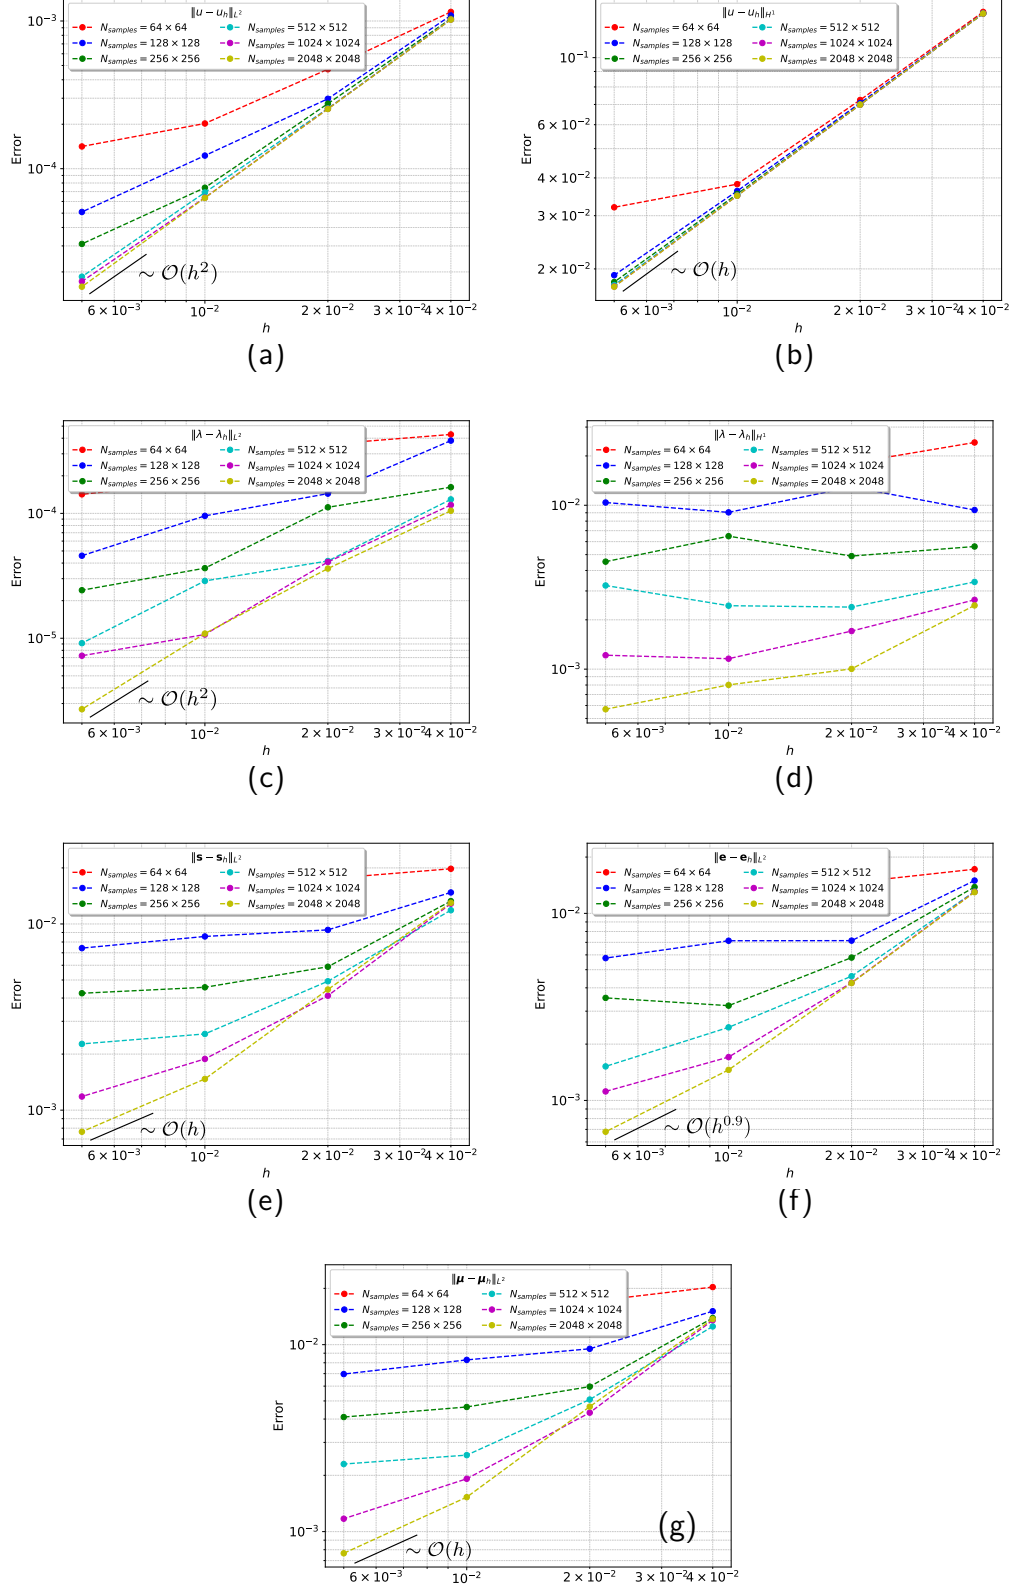 ‖u − u_h‖_{L²}
N_samples = 64 × 64
N_samples = 128 × 128
N_samples = 256 × 256
N_samples = 512 × 512
N_samples = 1024 × 1024
N_samples = 2048 × 2048
Error
10⁻³
10⁻⁴
∼ 𝒪(h²)
6 × 10⁻³
10⁻²
2 × 10⁻²
3 × 10⁻²
4 × 10⁻²
h
(a)
‖u − u_h‖_{H¹}
N_samples = 64 × 64
N_samples = 128 × 128
N_samples = 256 × 256
N_samples = 512 × 512
N_samples = 1024 × 1024
N_samples = 2048 × 2048
Error
10⁻¹
6 × 10⁻²
4 × 10⁻²
3 × 10⁻²
2 × 10⁻²
∼ 𝒪(h)
6 × 10⁻³
10⁻²
2 × 10⁻²
3 × 10⁻²
4 × 10⁻²
h
(b)
‖λ − λ_h‖_{L²}
N_samples = 64 × 64
N_samples = 128 × 128
N_samples = 256 × 256
N_samples = 512 × 512
N_samples = 1024 × 1024
N_samples = 2048 × 2048
Error
10⁻⁴
10⁻⁵
∼ 𝒪(h²)
6 × 10⁻³
10⁻²
2 × 10⁻²
3 × 10⁻²
4 × 10⁻²
h
(c)
‖λ − λ_h‖_{H¹}
N_samples = 64 × 64
N_samples = 128 × 128
N_samples = 256 × 256
N_samples = 512 × 512
N_samples = 1024 × 1024
N_samples = 2048 × 2048
Error
10⁻²
10⁻³
6 × 10⁻³
10⁻²
2 × 10⁻²
3 × 10⁻²
4 × 10⁻²
h
(d)
‖s − s_h‖_{L²}
N_samples = 64 × 64
N_samples = 128 × 128
N_samples = 256 × 256
N_samples = 512 × 512
N_samples = 1024 × 1024
N_samples = 2048 × 2048
Error
10⁻²
10⁻³
∼ 𝒪(h)
6 × 10⁻³
10⁻²
2 × 10⁻²
3 × 10⁻²
4 × 10⁻²
h
(e)
‖e − e_h‖_{L²}
N_samples = 64 × 64
N_samples = 128 × 128
N_samples = 256 × 256
N_samples = 512 × 512
N_samples = 1024 × 1024
N_samples = 2048 × 2048
Error
10⁻²
10⁻³
∼ 𝒪(h^{0.9})
6 × 10⁻³
10⁻²
2 × 10⁻²
3 × 10⁻²
4 × 10⁻²
h
(f)
‖μ − μ_h‖_{L²}
N_samples = 64 × 64
N_samples = 128 × 128
N_samples = 256 × 256
N_samples = 512 × 512
N_samples = 1024 × 1024
N_samples = 2048 × 2048
Error
10⁻²
10⁻³
∼ 𝒪(h)
(g)
6 × 10⁻³
10⁻²
2 × 10⁻²
3 × 10⁻²
4 × 10⁻²